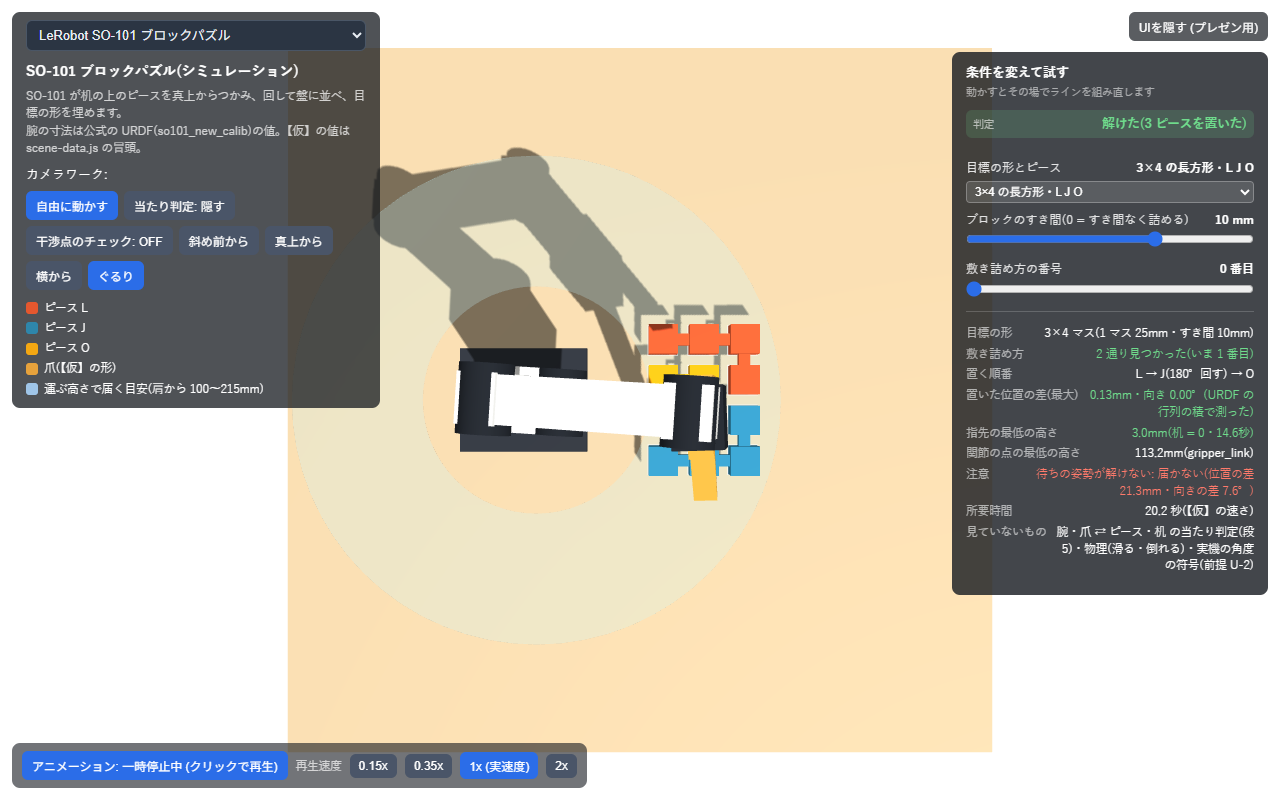 LeRobot SO-101 ブロックパズル
SO-101 ブロックパズル(シミュレーション)
SO-101 が机の上のピースを真上からつかみ、回して盤に並べ、目
標の形を埋めます。
腕の寸法は公式の URDF(so101_new_calib)の値。【仮】の値は
scene-data.js の冒頭。
カメラワーク:
自由に動かす
当たり判定: 隠す
干渉点のチェック: OFF
斜め前から
真上から
横から
ぐるり
ピース L
ピース J
ピース O
爪(【仮】の形)
運ぶ高さで届く目安(肩から 100〜215mm)
UIを隠す (プレゼン用)
条件を変えて試す
動かすとその場でラインを組み直します
判定 解けた(3 ピースを置いた)
目標の形とピース 3×4 の長方形・L J O
3×4 の長方形・L J O
ブロックのすき間(0 = すき間なく詰める) 10 mm
敷き詰め方の番号 0 番目
目標の形 3×4 マス(1 マス 25mm・すき間 10mm)
敷き詰め方 2 通り見つかった(いま 1 番目)
置く順番 L → J(180° 回す) → O
置いた位置の差(最大) 0.13mm・向き 0.00° (URDF の
行列の積で測った)
指先の最低の高さ 3.0mm(机 = 0・14.6秒)
関節の点の最低の高さ 113.2mm(gripper_link)
注意 待ちの姿勢が解けない: 届かない(位置の差
21.3mm・向きの差 7.6° )
所要時間 20.2 秒(【仮】の速さ)
見ていないもの 腕・爪 ⇄ ピース・机 の当たり判定(段
5)・物理(滑る・倒れる)・実機の角度
の符号(前提 U-2)
アニメーション: 一時停止中 (クリックで再生)
再生速度
0.15x
0.35x
1x (実速度)
2x